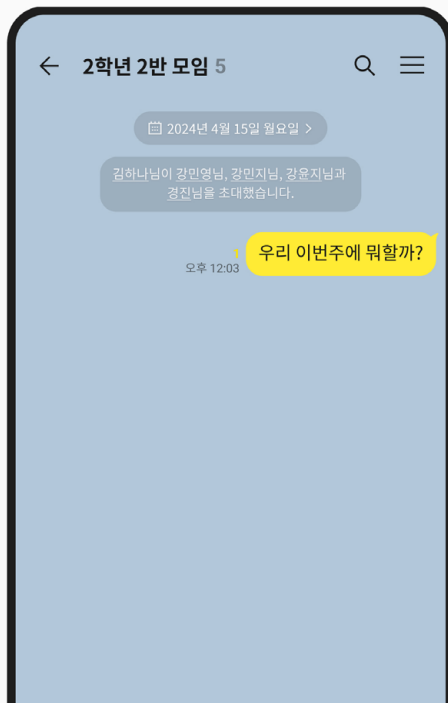 2학년 2반 모임 5
2024년 4월 15일 월요일
김하나님이 강민영님, 강민지님, 강윤지님과
경진님을 초대했습니다.
우리 이번주에 뭐할까?
1
오후 12:03